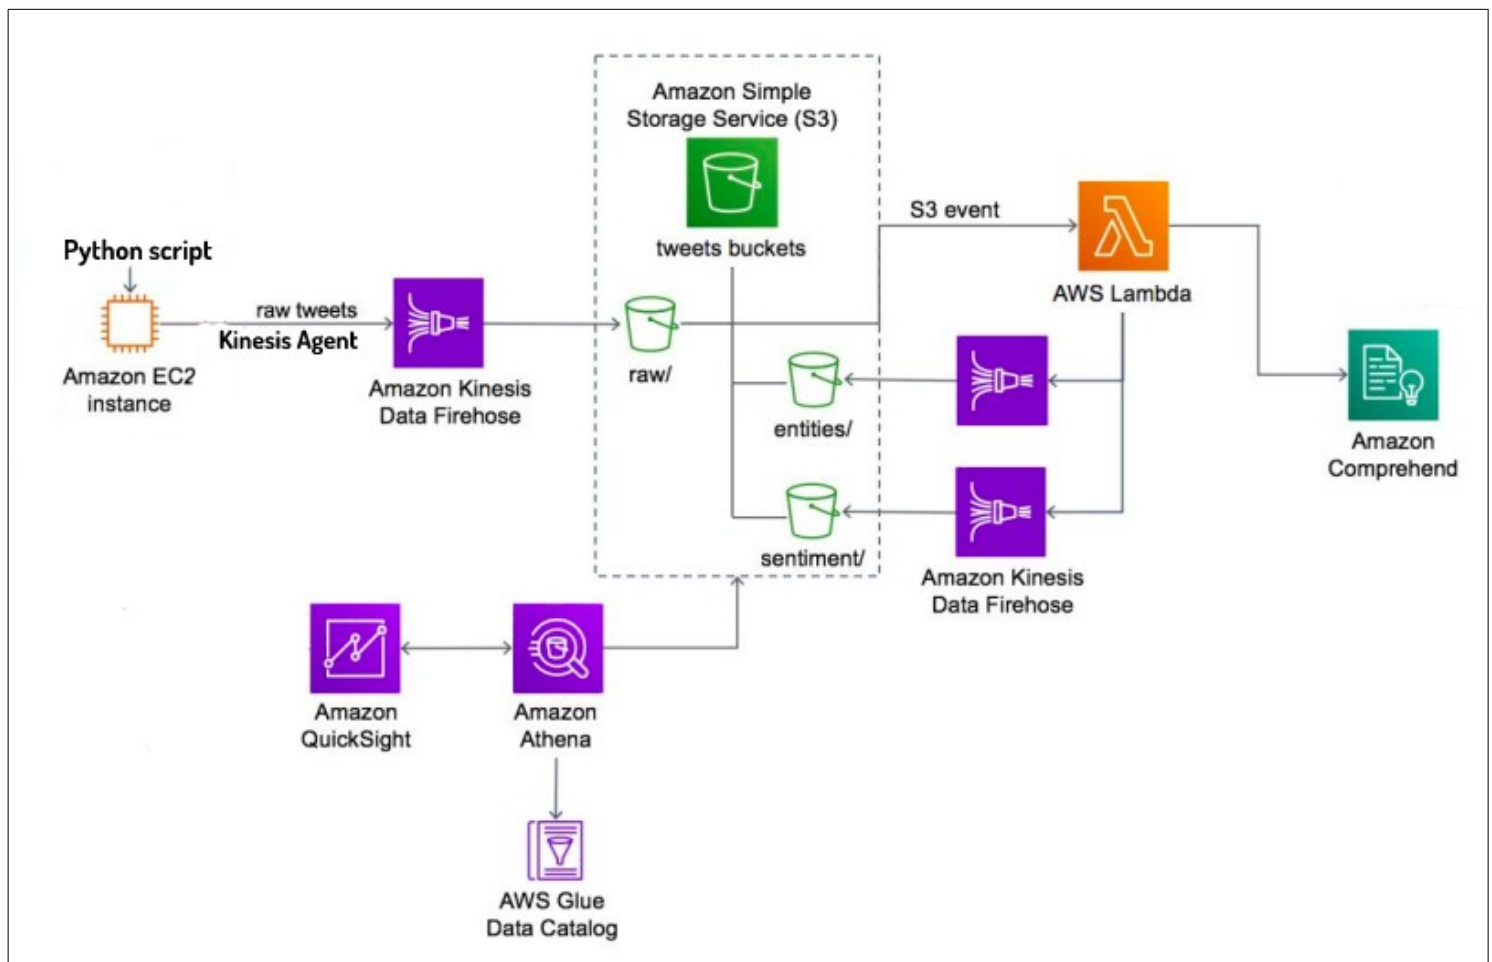 Amazon Simple
Storage Service (S3)
tweets buckets
S3 event
AWS Lambda
Python script
raw tweets
Kinesis Agent
Amazon EC2
instance
Amazon Kinesis
Data Firehose
raw/
entities/
sentiment/
Amazon
Comprehend
Amazon Kinesis
Data Firehose
Amazon
QuickSight
Amazon
Athena
AWS Glue
Data Catalog